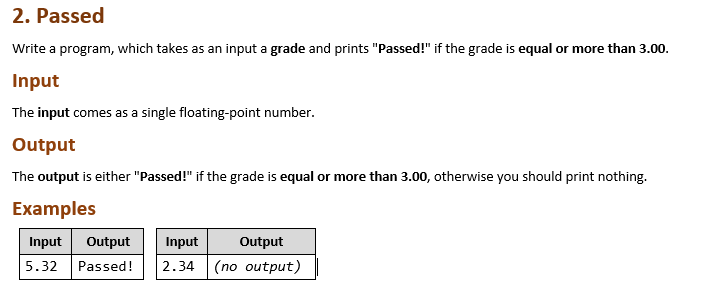 2. Passed
Write a program, which takes as an input a grade and prints "Passed!" if the grade is equal or more than 3.00.
Input
The input comes as a single floating-point number.
Output
The output is either "Passed!" if the grade is equal or more than 3.00, otherwise you should print nothing.
Examples
Input Output Input Output
5.32 Passed! 2.34 (no output)